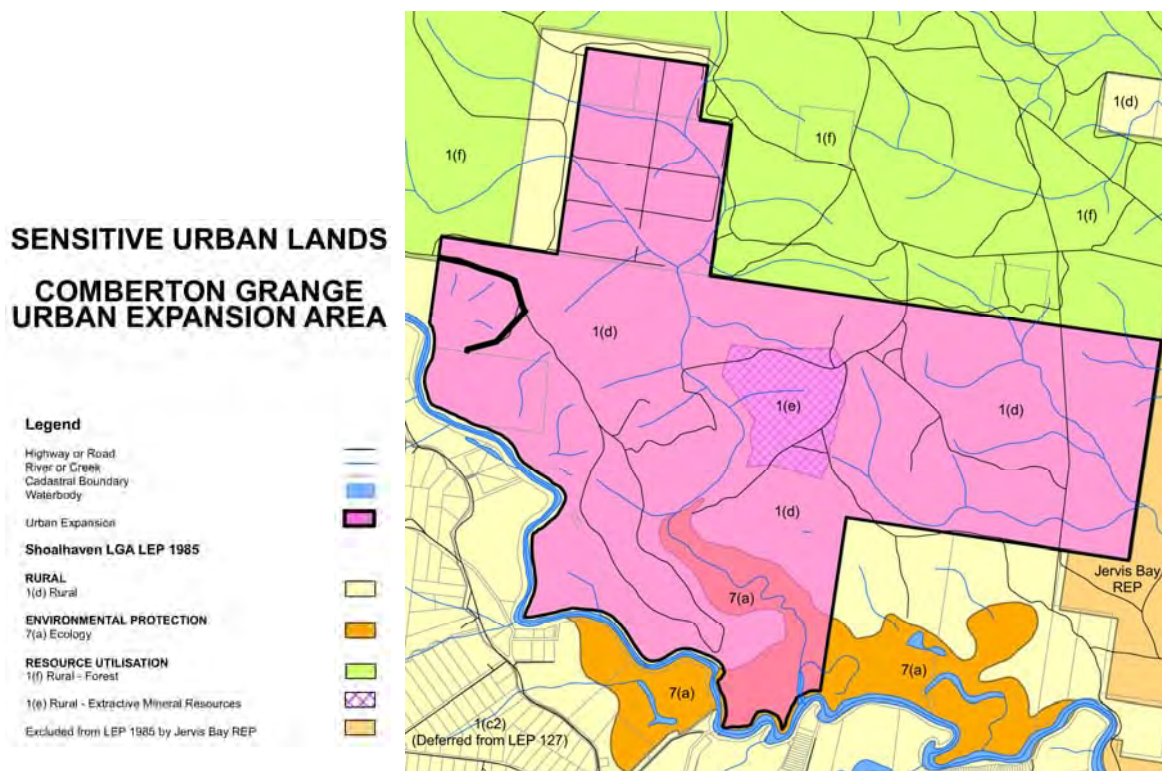 SENSITIVE URBAN LANDS
COMBERTON GRANGE
URBAN EXPANSION AREA
Legend
Highway or Road
River or Creek
Cadastral Boundary
Waterbody
Urban Expansion
Shoalhaven LGA LEP 1985
RURAL
1(d) Rural
ENVIRONMENTAL PROTECTION
7(a) Ecology
RESOURCE UTILISATION
1(f) Rural - Forest
1(e) Rural - Extractive Mineral Resources
Excluded from LEP 1985 by Jervis Bay REP
1(d)
1(f)
1(f)
1(f)
1(d)
1(e)
1(d)
1(d)
Jervis Bay
REP
7(a)
7(a)
7(a)
1(c2)
(Deferred from LEP 127)